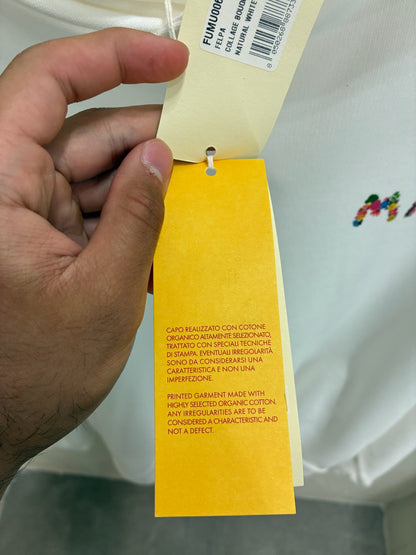 FUMU006
FELPA
COLLAGE BOUQ
NATURAL WHITE
CAPO REALIZZATO CON COTONE
ORGANICO ALTAMENTE SELEZIONATO,
TRATTATO CON SPECIALI TECNICHE
DI STAMPA. EVENTUALI IRREGOLARITÀ
SONO DA CONSIDERARSI UNA
CARATTERISTICA E NON UNA
IMPERFEZIONE.
PRINTED GARMENT MADE WITH
HIGHLY SELECTED ORGANIC COTTON.
ANY IRREGULARITIES ARE TO BE
CONSIDERED A CHARACTERISTIC AND
NOT A DEFECT.